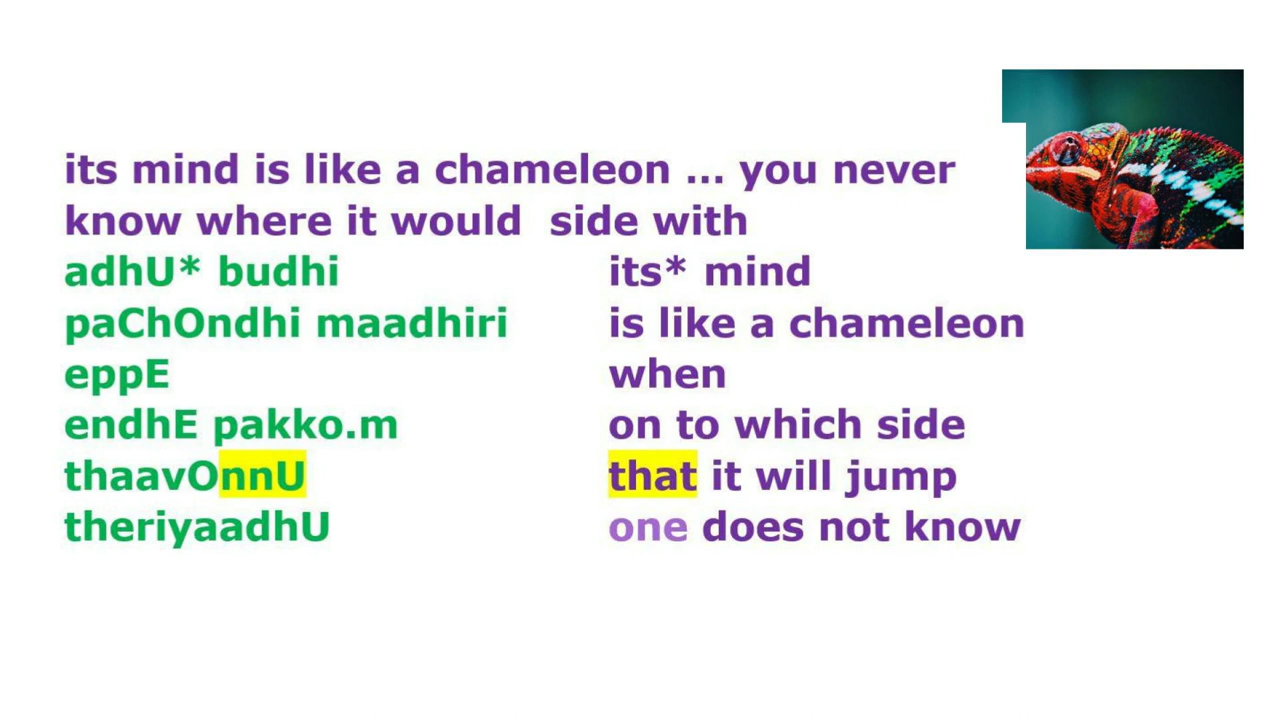 its mind is like a chameleon ... you never
know where it would  side with
adhU* budhi its* mind
paChOndhi maadhiri is like a chameleon
eppE when
endhE pakko.m on to which side
thaavOnnU that it will jump
theriyaadhU one does not know